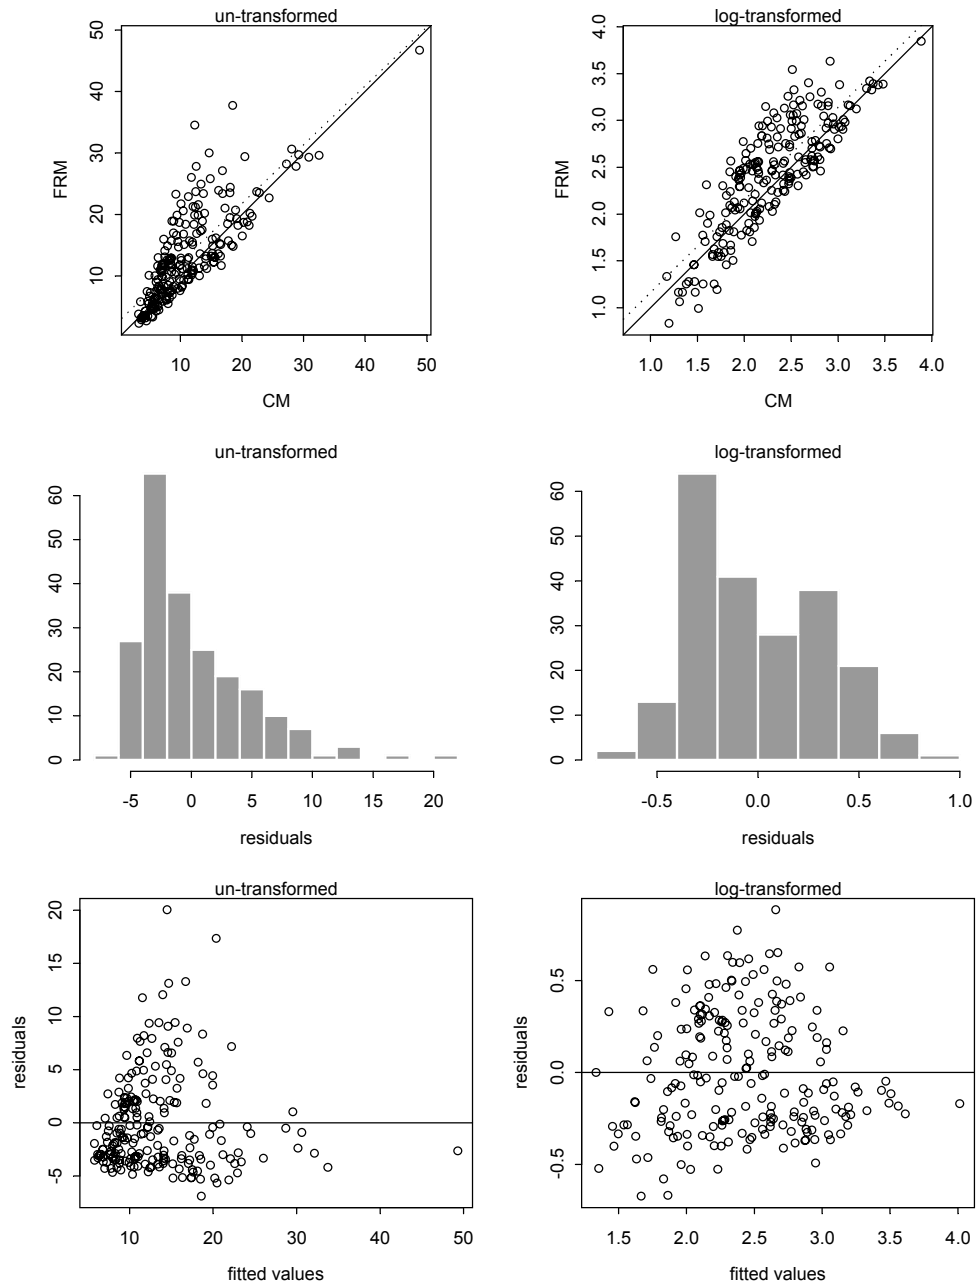 un-transformed
50
40
30
20
10
FRM
10 20 30 40 50
CM
log-transformed
4.0
3.5
3.0
2.5
2.0
1.5
1.0
FRM
1.0 1.5 2.0 2.5 3.0 3.5 4.0
CM
un-transformed
60
50
40
30
20
10
0
-5 0 5 10 15 20
residuals
log-transformed
60
50
40
30
20
10
0
-0.5 0.0 0.5 1.0
residuals
un-transformed
20
15
10
5
0
-5
residuals
10 20 30 40 50
fitted values
log-transformed
0.5
0.0
-0.5
residuals
1.5 2.0 2.5 3.0 3.5 4.0
fitted values